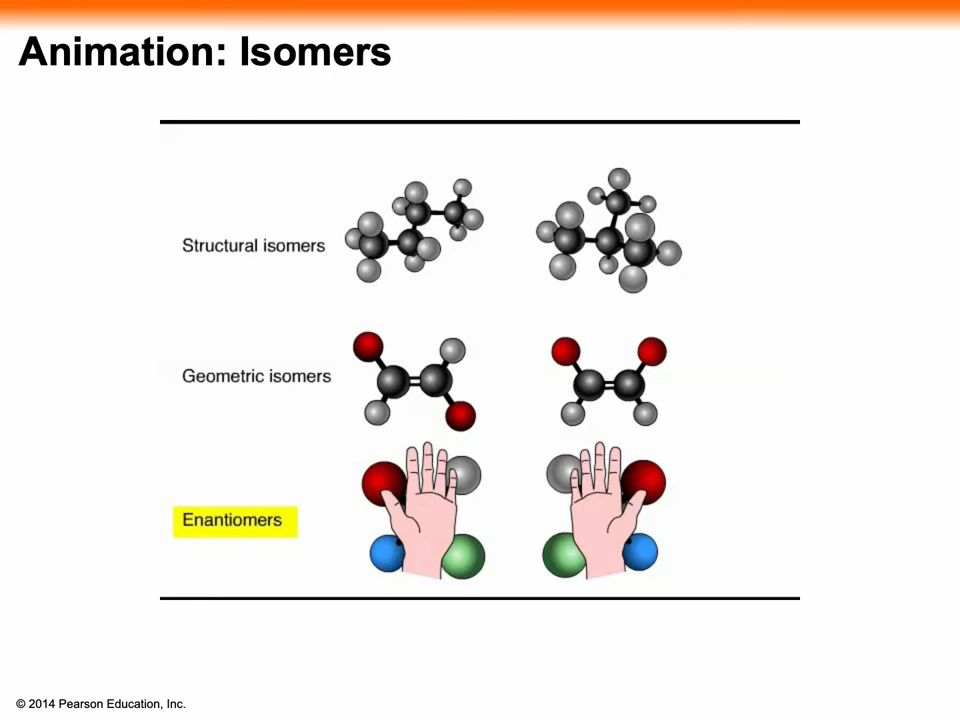 Animation: Isomers
Structural isomers
Geometric isomers
Enantiomers
© 2014 Pearson Education, Inc.